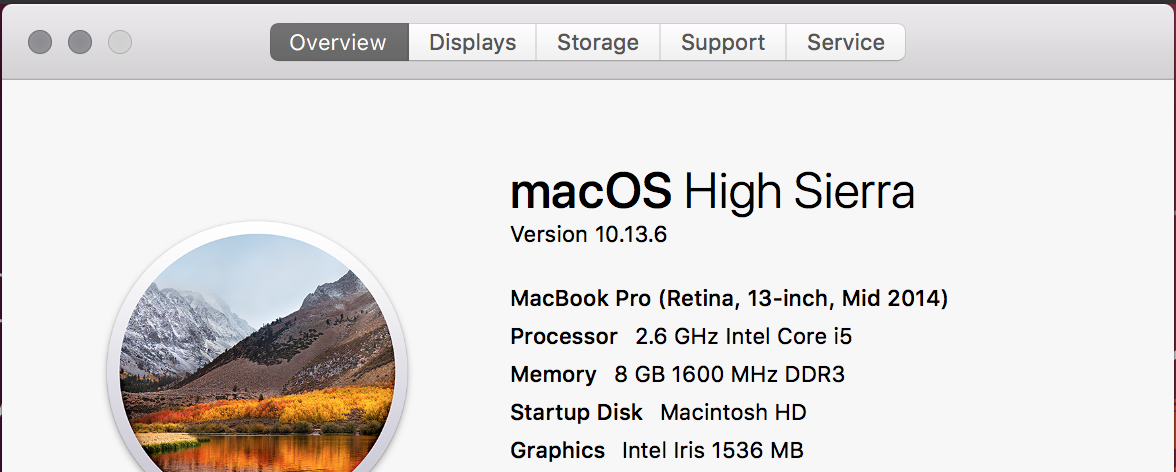 Overview Displays Storage Support Service
macOS High Sierra
Version 10.13.6
MacBook Pro (Retina, 13-inch, Mid 2014)
Processor 2.6 GHz Intel Core i5
Memory 8 GB 1600 MHz DDR3
Startup Disk Macintosh HD
Graphics Intel Iris 1536 MB